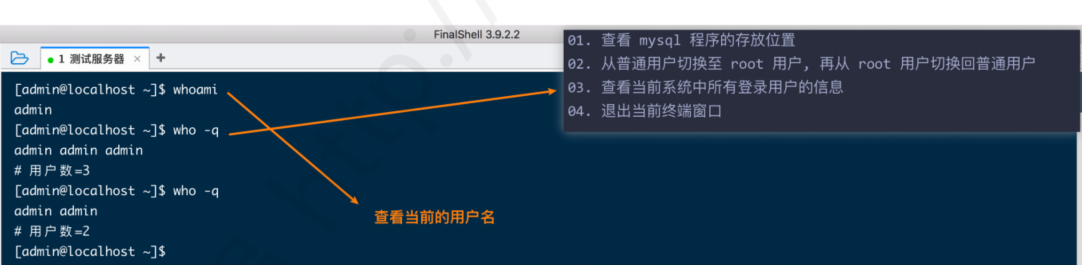 FinalShell 3.9.2.2
1 测试服务器 × +
[admin@localhost ~]$ whoami
admin
[admin@localhost ~]$ who -q
admin admin admin
# 用户数=3
[admin@localhost ~]$ who -q
admin admin
# 用户数=2
[admin@localhost ~]$
01. 查看 mysql 程序的存放位置
02. 从普通用户切换至 root 用户, 再从 root 用户切换回普通用户
03. 查看当前系统中所有登录用户的信息
04. 退出当前终端窗口
查看当前的用户名
http://